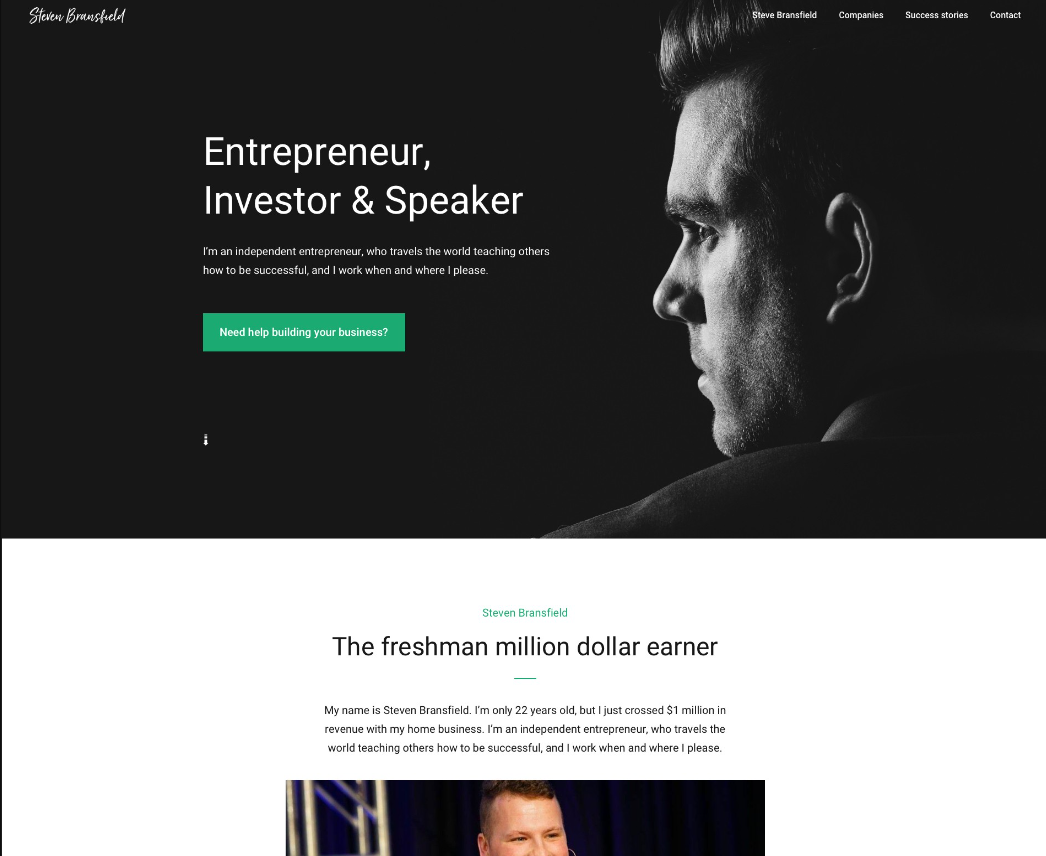 Steven Bransfield
Steve Bransfield Companies Success stories Contact
Entrepreneur,
Investor & Speaker
I'm an independent entrepreneur, who travels the world teaching others
how to be successful, and I work when and where I please.
Need help building your business?
Steven Bransfield
The freshman million dollar earner
My name is Steven Bransfield. I'm only 22 years old, but I just crossed $1 million in
revenue with my home business. I'm an independent entrepreneur, who travels the
world teaching others how to be successful, and I work when and where I please.